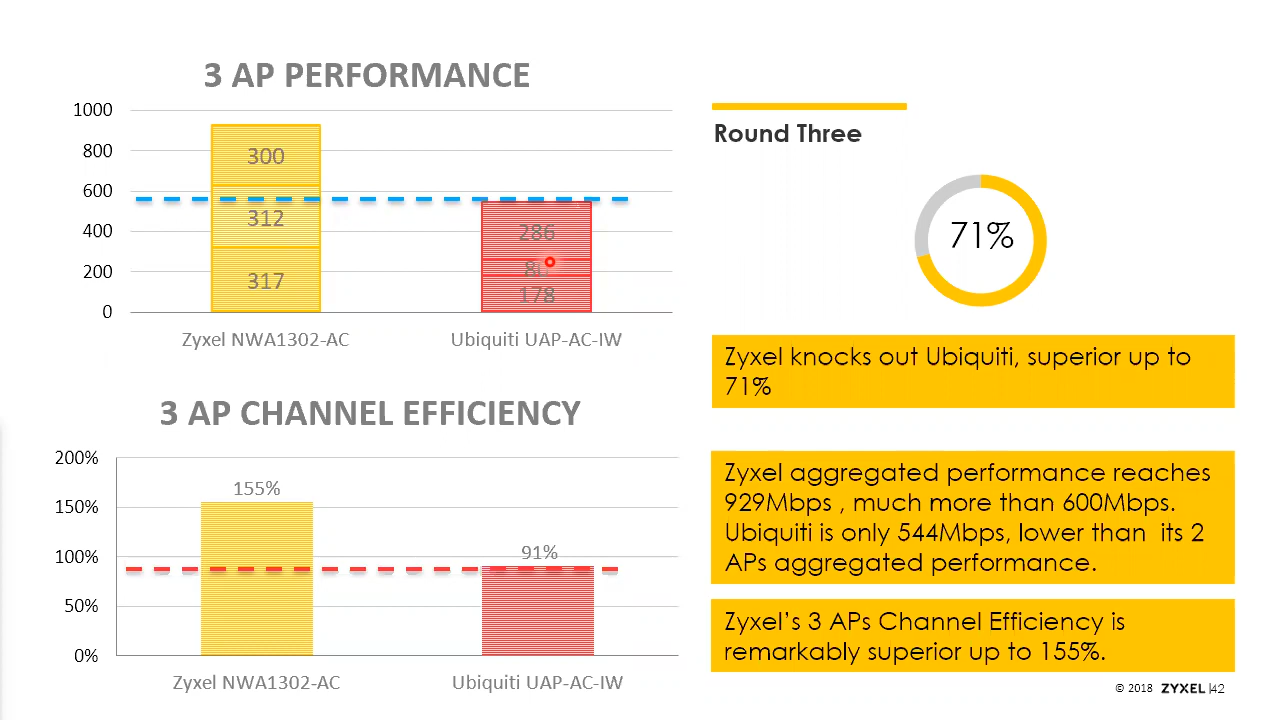 3 AP PERFORMANCE
1000
800
600
400
200
0
300
312
317
286
178
Zyxel NWA1302-AC
Ubiquiti UAP-AC-IW
3 AP CHANNEL EFFICIENCY
200%
150%
100%
50%
0%
155%
91%
Zyxel NWA1302-AC
Ubiquiti UAP-AC-IW
Round Three
71%
Zyxel knocks out Ubiquiti, superior up to
71%
Zyxel aggregated performance reaches
929Mbps , much more than 600Mbps.
Ubiquiti is only 544Mbps, lower than its 2
APs aggregated performance.
Zyxel’s 3 APs Channel Efficiency is
remarkably superior up to 155%.
© 2018 ZYXEL |42